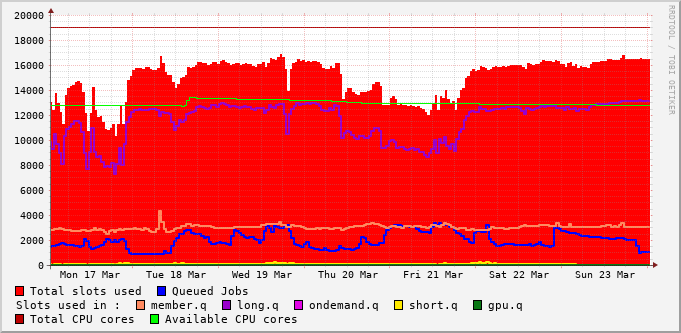 20000
18000
16000
14000
12000
10000
8000
6000
4000
2000
0
Mon 17 Mar Tue 18 Mar Wed 19 Mar Thu 20 Mar Fri 21 Mar Sat 22 Mar Sun 23 Mar
Total slots used Queued Jobs
Slots used in : member.q long.q ondemand.q short.q gpu.q
Total CPU cores Available CPU cores
RRDTOOL / TOBI OETIKER